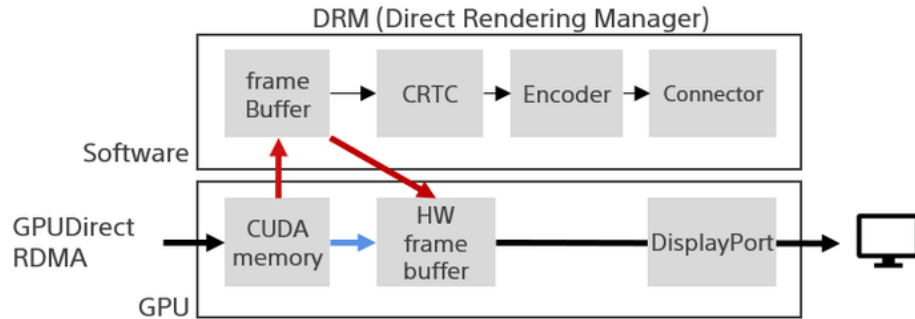 DRM (Direct Rendering Manager)
frame
Buffer
CRTC
Encoder
Connector
Software
GPUDirect
RDMA
CUDA
memory
HW
frame
buffer
DisplayPort
GPU